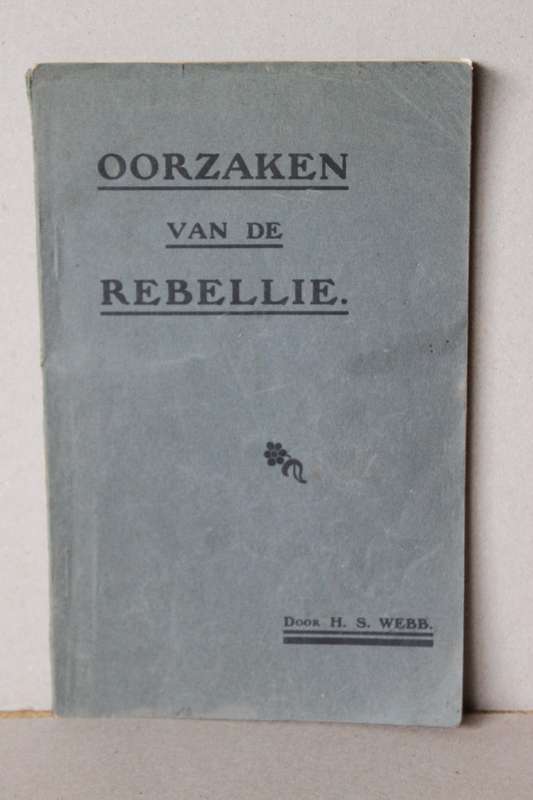 OORZAKEN
VAN DE
REBELLIE.
DOOR H. S. WEBB.